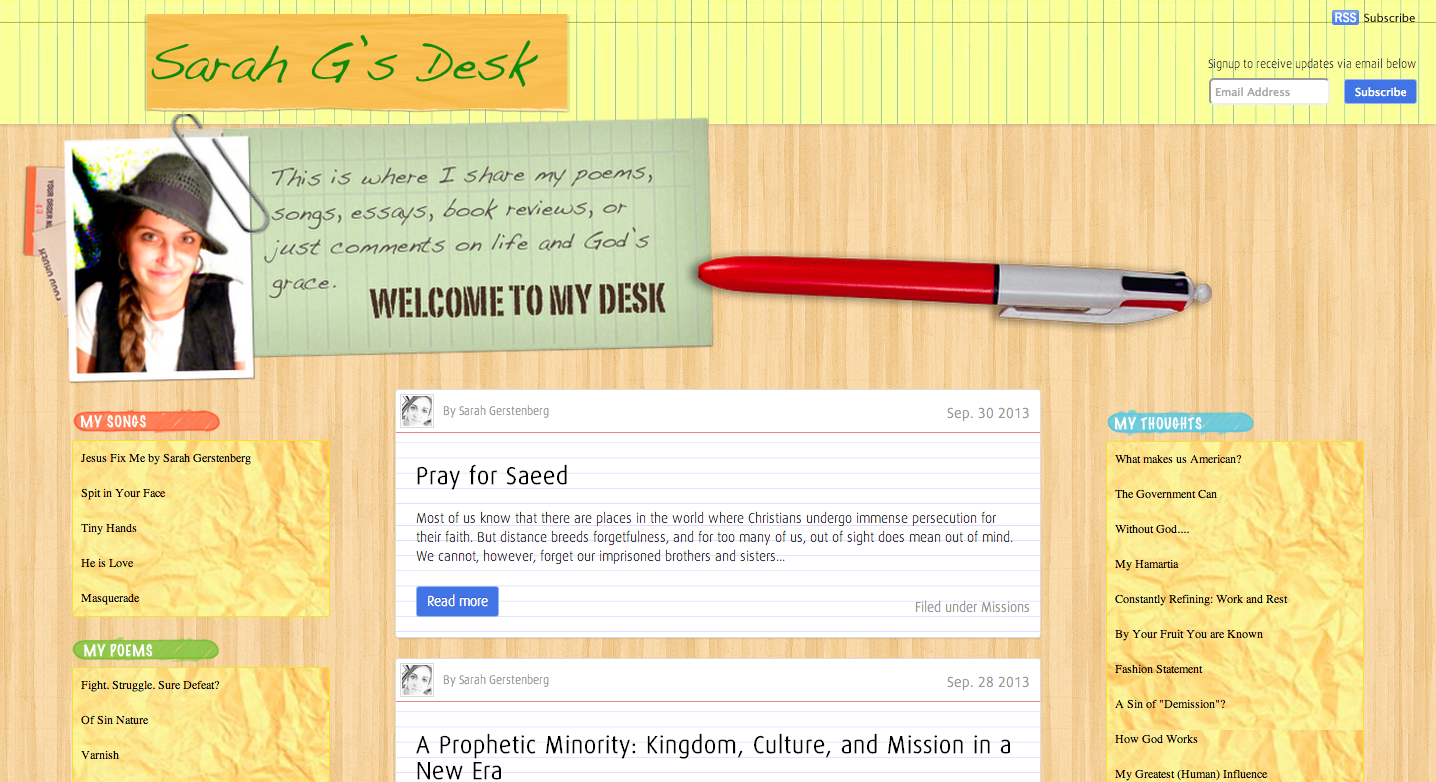 Sarah G's Desk
RSS Subscribe
Signup to receive updates via email below
Email Address
Subscribe
YOUR ORDER
This is where I share my poems,
songs, essays, book reviews, or
just comments on life and God's
grace.
WELCOME TO MY DESK
MY SONGS
Jesus Fix Me by Sarah Gerstenberg
Spit in Your Face
Tiny Hands
He is Love
Masquerade
MY POEMS
Fight. Struggle. Sure Defeat?
Of Sin Nature
Varnish
By Sarah Gerstenberg
Sep. 30 2013
Pray for Saeed
Most of us know that there are places in the world where Christians undergo immense persecution for
their faith. But distance breeds forgetfulness, and for too many of us, out of sight does mean out of mind.
We cannot, however, forget our imprisoned brothers and sisters...
Read more
Filed under Missions
By Sarah Gerstenberg
Sep. 28 2013
A Prophetic Minority: Kingdom, Culture, and Mission in a
New Era
MY THOUGHTS
What makes us American?
The Government Can
Without God....
My Hamartia
Constantly Refining: Work and Rest
By Your Fruit You are Known
Fashion Statement
A Sin of "Demission"?
How God Works
My Greatest (Human) Influence